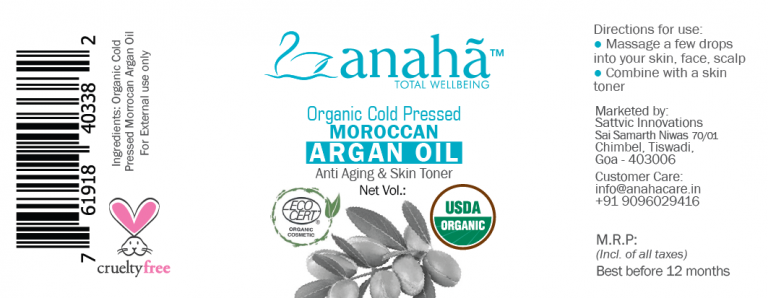 7 61918 40338 2
Ingredients: Organic Cold
Pressed Morrocan Argan Oil
For External use only
crueltyfree
anahã™
TOTAL WELLBEING
Organic Cold Pressed
MOROCCAN
ARGAN OIL
Anti Aging & Skin Toner
Net Vol.:
ECO
CERT
ORGANIC
COSMETIC
USDA
ORGANIC
Directions for use:
● Massage a few drops
into your skin, face, scalp
● Combine with a skin
toner
Marketed by:
Sattvic Innovations
Sai Samarth Niwas 70/01
Chimbel, Tiswadi,
Goa - 403006
Customer Care:
info@anahacare.in
+91 9096029416
M.R.P:
(Incl. of all taxes)
Best before 12 months